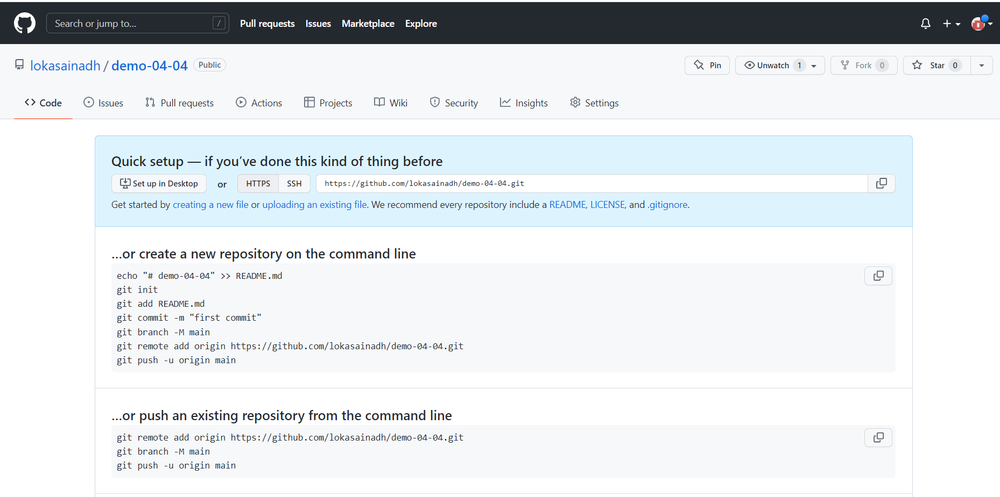 Search or jump to... / Pull requests Issues Marketplace Explore
lokasainadh / demo-04-04 Public Pin Unwatch 1 Fork 0 Star 0
Code Issues Pull requests Actions Projects Wiki Security Insights Settings
Quick setup — if you’ve done this kind of thing before
Set up in Desktop or HTTPS SSH https://github.com/lokasainadh/demo-04-04.git
Get started by creating a new file or uploading an existing file. We recommend every repository include a README, LICENSE, and .gitignore.
…or create a new repository on the command line
echo "# demo-04-04" >> README.md
git init
git add README.md
git commit -m "first commit"
git branch -M main
git remote add origin https://github.com/lokasainadh/demo-04-04.git
git push -u origin main
…or push an existing repository from the command line
git remote add origin https://github.com/lokasainadh/demo-04-04.git
git branch -M main
git push -u origin main